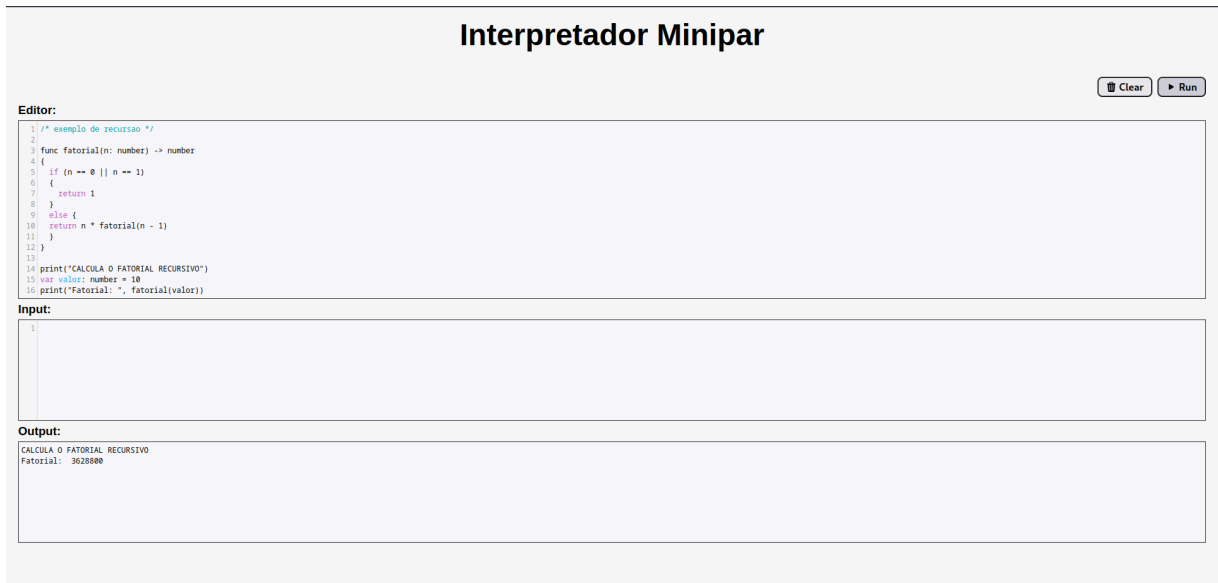 Interpretador Minipar
Clear
Run
Editor:
1 /* exemplo de recursao */
2
3 func fatorial(n: number) -> number
4 {
5   if (n == 0 || n == 1)
6   {
7     return 1
8   }
9   else {
10   return n * fatorial(n - 1)
11   }
12 }
13
14 print("CALCULA O FATORIAL RECURSIVO")
15 var valor: number = 10
16 print("Fatorial: ", fatorial(valor))
Input:
1
Output:
CALCULA O FATORIAL RECURSIVO
Fatorial:  3628800